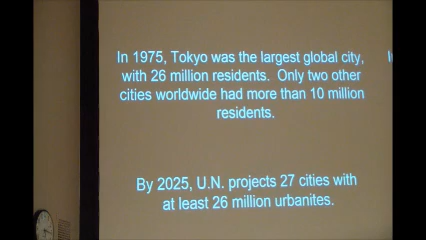 In 1975, Tokyo was the largest global city,
with 26 million residents. Only two other
cities worldwide had more than 10 million
residents.
By 2025, U.N. projects 27 cities with
at least 26 million urbanites.